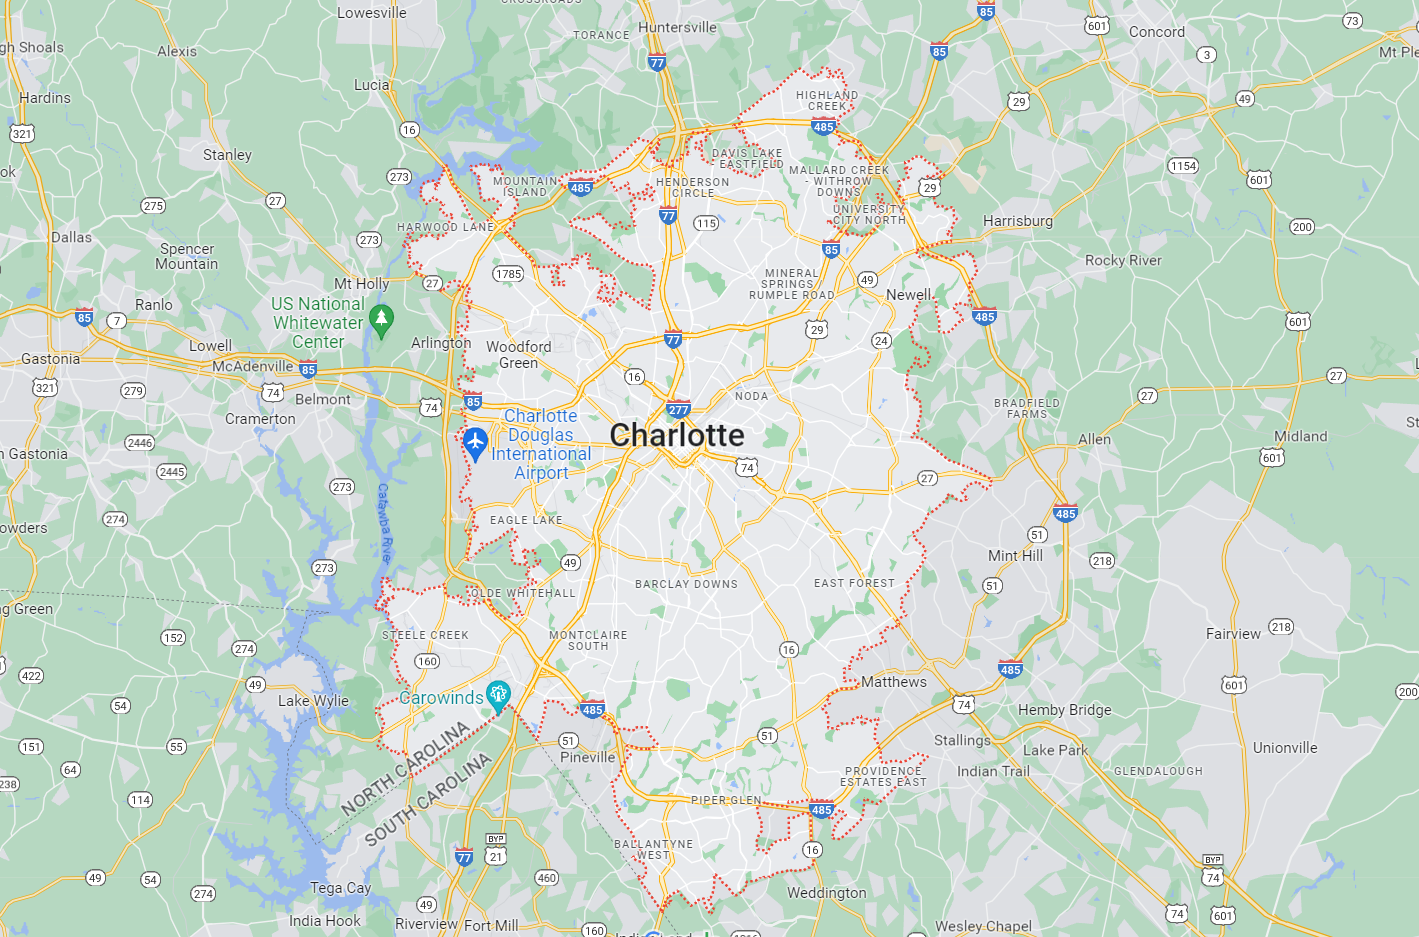 CROSSROADS
Lowesville
Huntersville
TORANCE
77
85
601
Concord
73
gh Shoals
Alexis
77
85
3
Mt Ple
Lucia
Hardins
HIGHLAND
CREEK
29
49
321
16
485
Stanley
DAVIS LAKE
- EASTFIELD
1154
ok
273
MOUNTAIN
ISLAND
485
HENDERSON
CIRCLE
MALLARD CREEK
- WITHROW
DOWNS
29
601
275
27
77
115
UNIVERSITY
CITY NORTH
Harrisburg
200
Dallas
273
HARWOOD LANE
85
Spencer
Mountain
Rocky River
Mt Holly
27
1785
MINERAL
SPRINGS
RUMPLE ROAD
49
Newell
Ranlo
US National
Whitewater
Center
85
7
29
485
601
Lowell
Arlington
Woodford
Green
77
24
Gastonia
McAdenville
85
321
279
74
Belmont
74
85
16
277
NODA
BRADFIELD
FARMS
27
27
Cramerton
Charlotte
Douglas
International
Airport
Charlotte
Allen
Midland
2446
n Gastonia
2445
74
601
273
27
274
Catawba River
485
owders
EAGLE LAKE
51
Mint Hill
218
273
49
BARCLAY DOWNS
EAST FOREST
51
OLDE WHITEHALL
g Green
152
274
STEELE CREEK
MONTCLAIRE
SOUTH
16
Fairview
218
422
160
485
49
Matthews
601
200
Lake Wylie
Carowinds
54
485
74
Hemby Bridge
151
55
51
51
Stallings
Lake Park
Unionville
Pineville
64
NORTH CAROLINA
SOUTH CAROLINA
PROVIDENCE
ESTATES EAST
Indian Trail
GLENDALOUGH
238
114
PIPER GLEN
485
BYP
21
77
BALLANTYNE
WEST
16
BYP
74
49
54
274
460
Tega Cay
Weddington
49
India Hook
Riverview
Fort Mill
160
74
601
Wesley Chapel